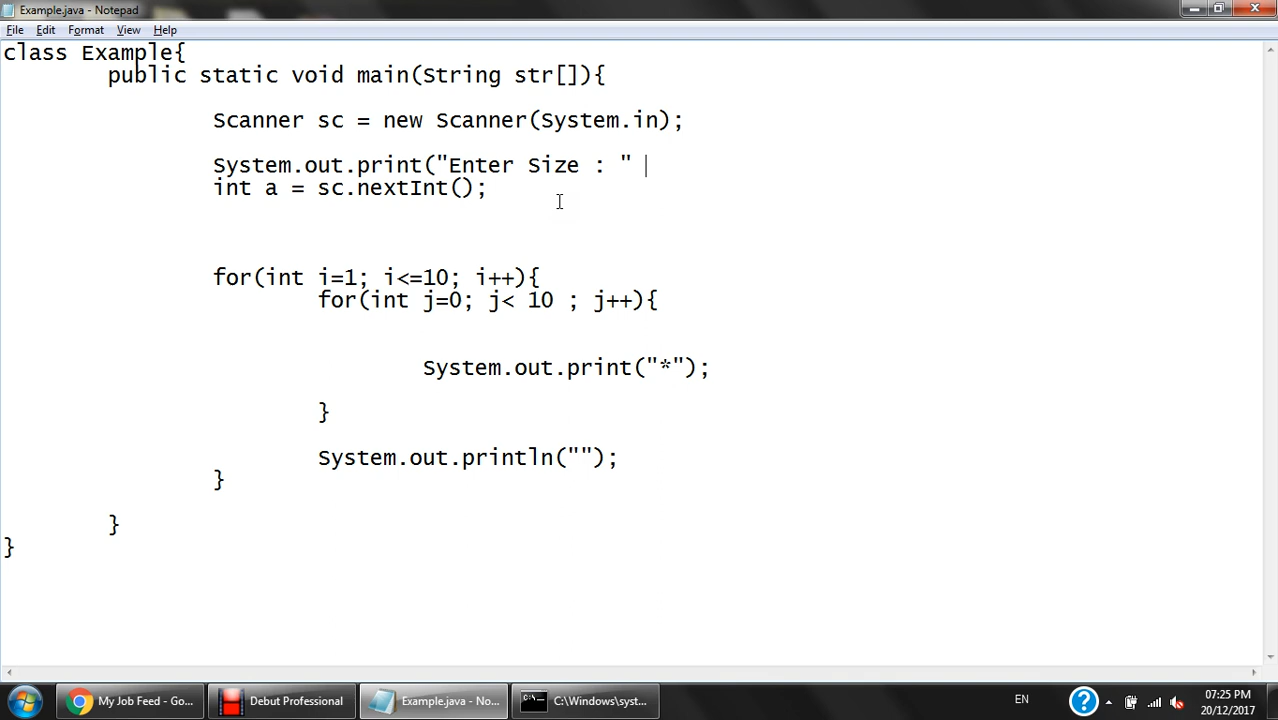 Example.java - Notepad
File Edit Format View Help
class Example{
public static void main(String str[]){
Scanner sc = new Scanner(System.in);
System.out.print("Enter Size : "
int a = sc.nextInt();
for(int i=1; i<=10; i++){
for(int j=0; j< 10 ; j++){
System.out.print("*");
}
System.out.println("");
}
}
}
My Job Feed - Go... Debut Professional Example.java - No... C:\Windows\syst... EN 07:25 PM
20/12/2017